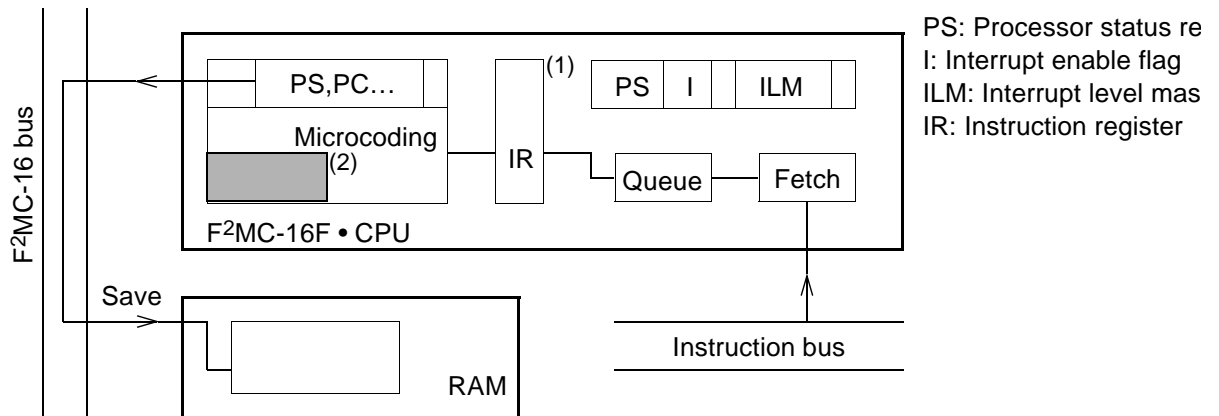 PS: Processor status re
I: Interrupt enable flag
ILM: Interrupt level mas
IR: Instruction register
(1)
PS,PC…
PS I ILM
Microcoding
(2)
IR
Queue
Fetch
F²MC-16F • CPU
F²MC-16 bus
Save
Instruction bus
RAM